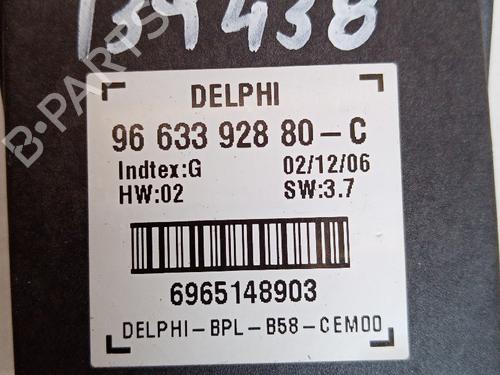 139438
DELPHI
96 633 928 80-C
Indtex:G 02/12/06
HW:02 SW:3.7
6965148903
DELPHI-BPL-B58-CEM00
B-PARTS